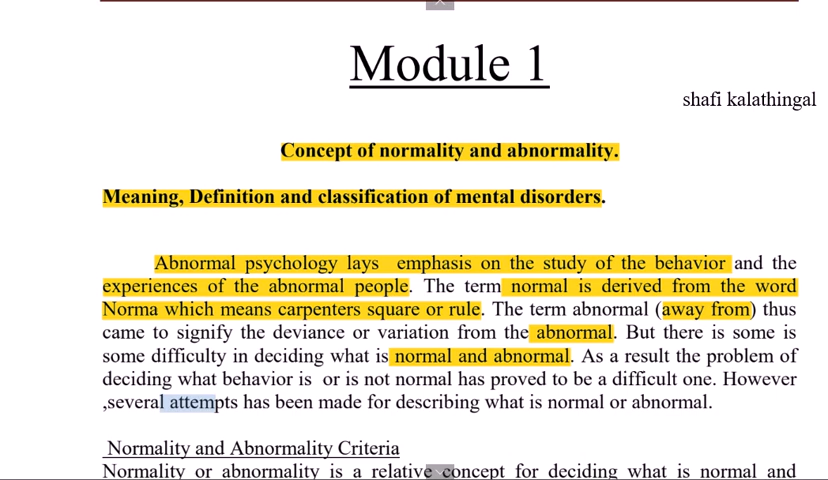 Module 1
shafi kalathingal
Concept of normality and abnormality.
Meaning, Definition and classification of mental disorders.
Abnormal psychology lays emphasis on the study of the behavior and the
experiences of the abnormal people. The term normal is derived from the word
Norma which means carpenters square or rule. The term abnormal (away from) thus
came to signify the deviance or variation from the abnormal. But there is some is
some difficulty in deciding what is normal and abnormal. As a result the problem of
deciding what behavior is or is not normal has proved to be a difficult one. However
,several attempts has been made for describing what is normal or abnormal.
Normality and Abnormality Criteria
Normality or abnormality is a relative concept for deciding what is normal and